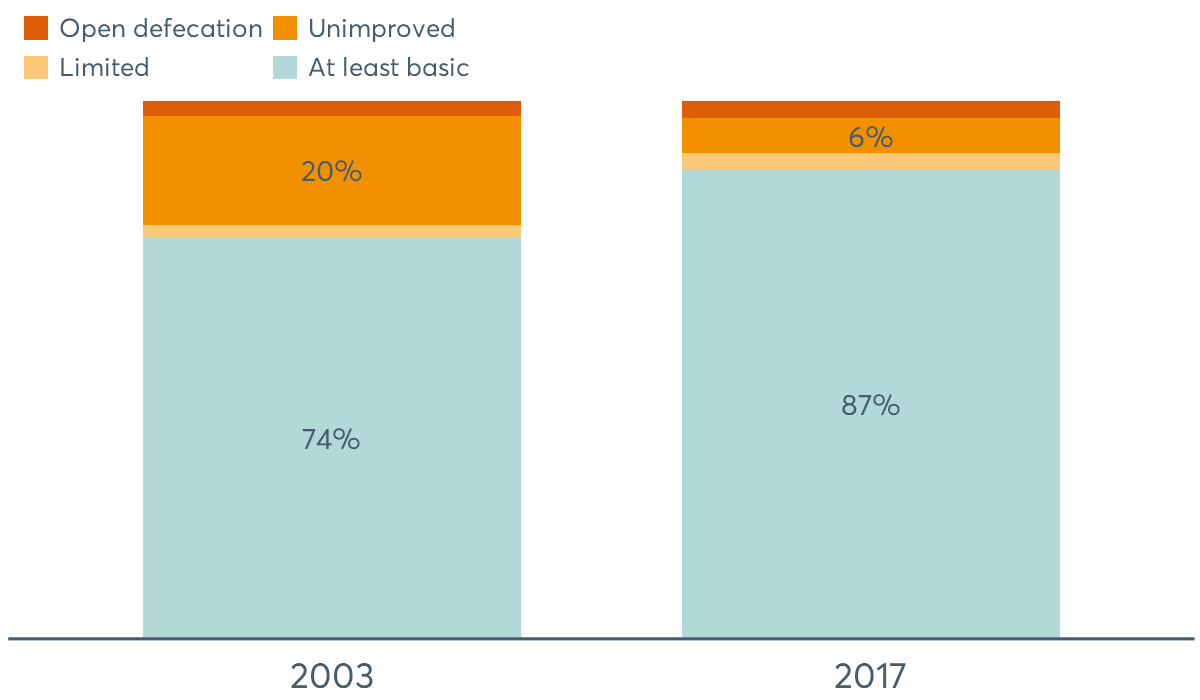 Open defecation Unimproved
Limited At least basic
20%
6%
74%
87%
2003 2017